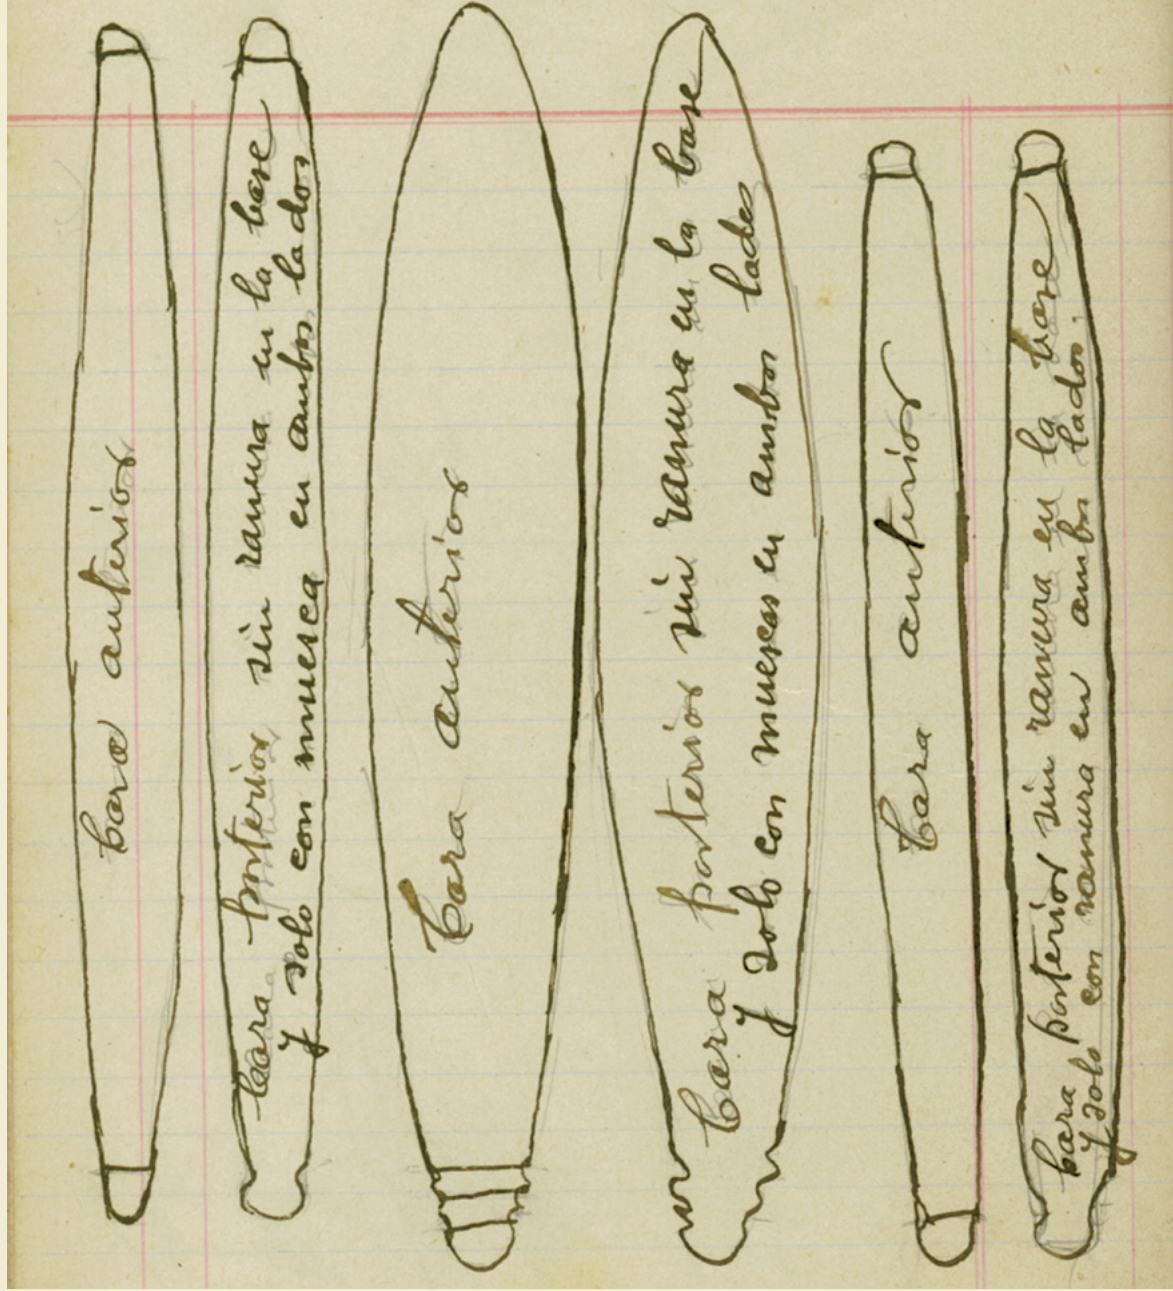 Cara anterior
Cara posterior sin ranura en la base
y solo con muesca en ambos lados
Cara anterior
Cara posterior sin ranura en la base
y solo con muescas en ambos lados
Cara anterior
Cara posterior sin ranura en la base
y solo con ranura en ambos lados.